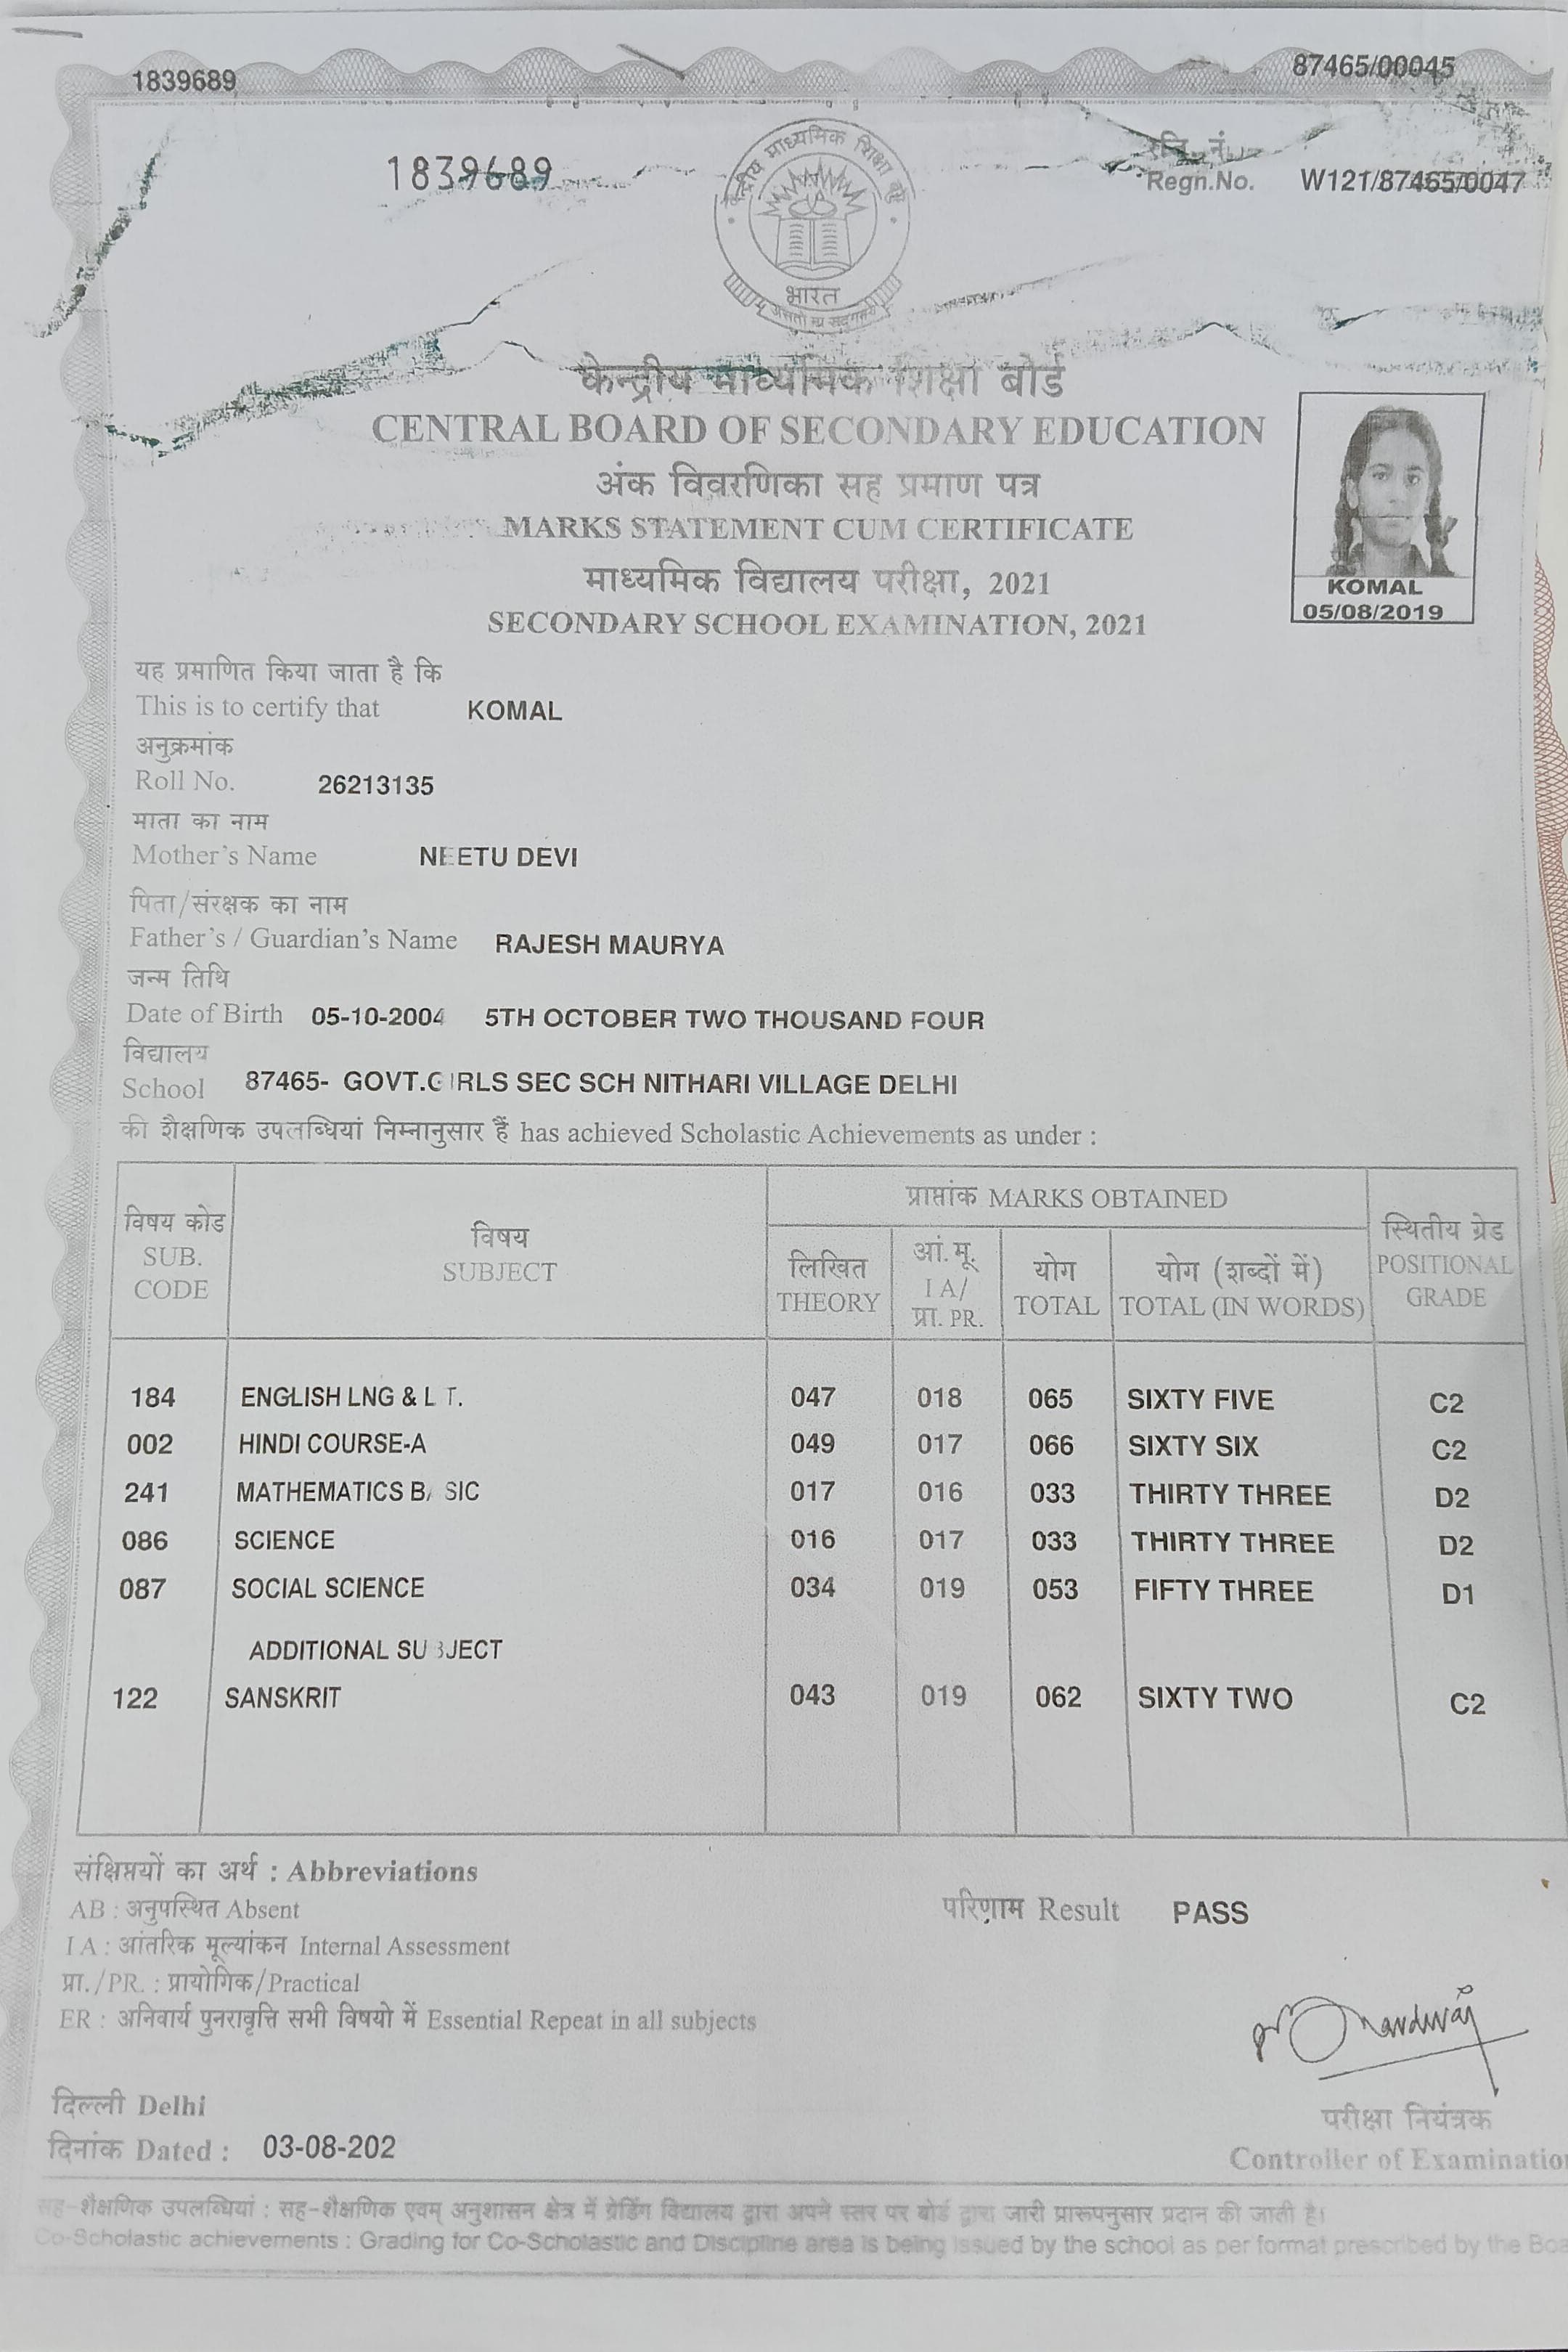 1839689
87465/00045
1839689
रजि. नं.
Regn.No. W121/87465/0047
केन्द्रीय माध्यमिक शिक्षा बोर्ड
भारत
असतो मा सद्गमय
केन्द्रीय माध्यमिक शिक्षा बोर्ड
CENTRAL BOARD OF SECONDARY EDUCATION
अंक विवरणिका सह प्रमाण पत्र
MARKS STATEMENT CUM CERTIFICATE
माध्यमिक विद्यालय परीक्षा, 2021
SECONDARY SCHOOL EXAMINATION, 2021
KOMAL
05/08/2019
यह प्रमाणित किया जाता है कि
This is to certify that KOMAL
अनुक्रमांक
Roll No. 26213135
माता का नाम
Mother's Name NEETU DEVI
पिता/संरक्षक का नाम
Father's / Guardian's Name RAJESH MAURYA
जन्म तिथि
Date of Birth 05-10-2004 5TH OCTOBER TWO THOUSAND FOUR
विद्यालय
School 87465- GOVT.GIRLS SEC SCH NITHARI VILLAGE DELHI
की शैक्षणिक उपलब्धियां निम्नानुसार हैं has achieved Scholastic Achievements as under :
विषय कोड
SUB.
CODE
विषय
SUBJECT
प्राप्तांक MARKS OBTAINED
लिखित
THEORY
आं.मू.
I A/
प्रा. PR.
योग
TOTAL
योग (शब्दों में)
TOTAL (IN WORDS)
स्थितीय ग्रेड
POSITIONAL
GRADE
184 ENGLISH LNG & L T. 047 018 065 SIXTY FIVE C2
002 HINDI COURSE-A 049 017 066 SIXTY SIX C2
241 MATHEMATICS BASIC 017 016 033 THIRTY THREE D2
086 SCIENCE 016 017 033 THIRTY THREE D2
087 SOCIAL SCIENCE 034 019 053 FIFTY THREE D1
ADDITIONAL SUBJECT
122 SANSKRIT 043 019 062 SIXTY TWO C2
संक्षिप्तियों का अर्थ : Abbreviations
AB : अनुपस्थित Absent
I A : आंतरिक मूल्यांकन Internal Assessment
प्रा./PR. : प्रायोगिक/Practical
ER : अनिवार्य पुनरावृत्ति सभी विषयो में Essential Repeat in all subjects
परिणाम Result PASS
दिल्ली Delhi
दिनांक Dated : 03-08-202
परीक्षा नियंत्रक
Controller of Examinatio
सह-शैक्षणिक उपलब्धियां : सह-शैक्षणिक एवम् अनुशासन क्षेत्र में ग्रेडिंग विद्यालय द्वारा अपने स्तर पर बोर्ड द्वारा जारी प्रारूपनुसार प्रदान की जाती है।
Co-Scholastic achievements : Grading for Co-Scholastic and Discipline area is being issued by the school as per format prescribed by the Boa